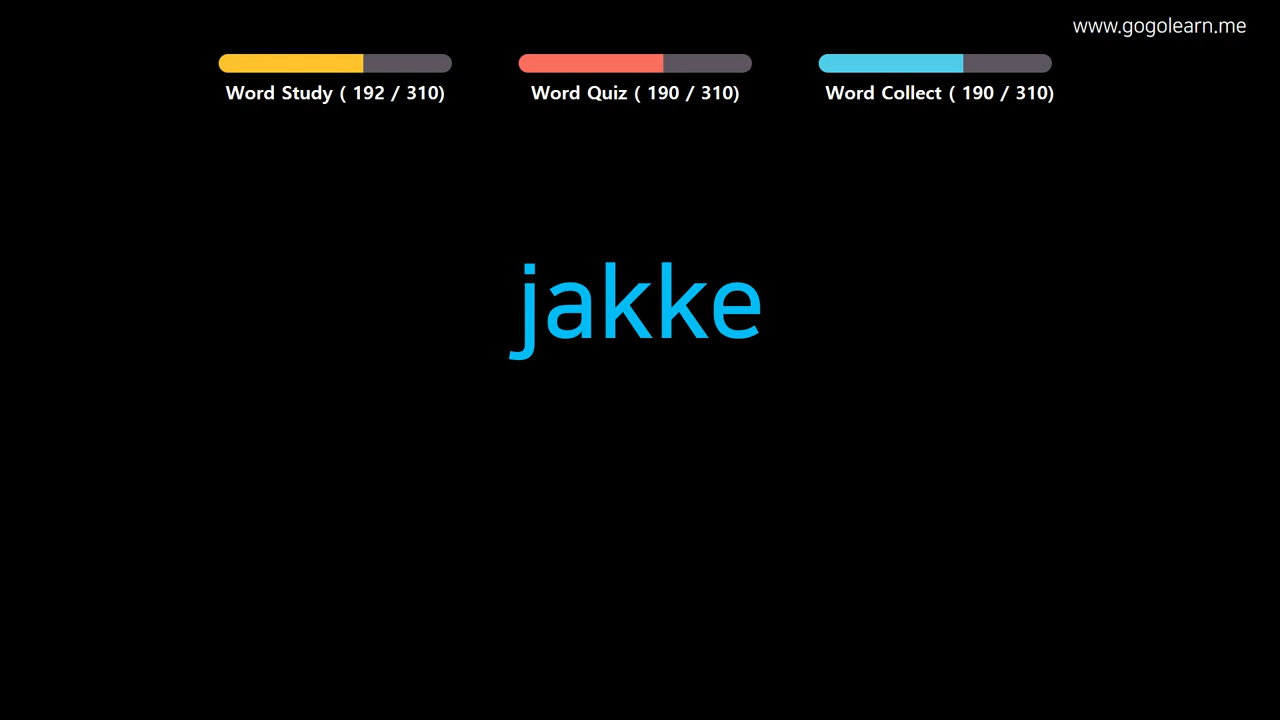 www.gogolearn.me
Word Study ( 192 / 310)
Word Quiz ( 190 / 310)
Word Collect ( 190 / 310)
jakke